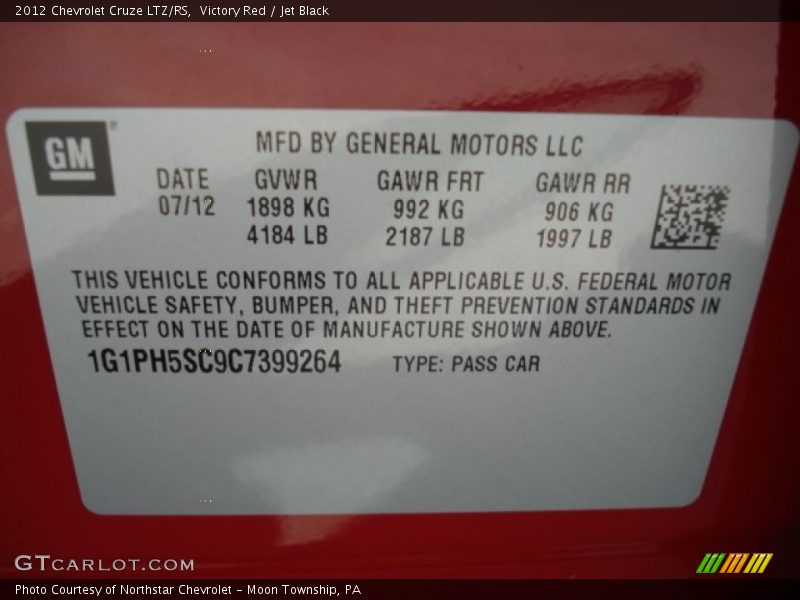 2012 Chevrolet Cruze LTZ/RS, Victory Red / Jet Black
GM®
MFD BY GENERAL MOTORS LLC
DATE GVWR GAWR FRT GAWR RR
07/12 1898 KG 992 KG 906 KG
4184 LB 2187 LB 1997 LB
THIS VEHICLE CONFORMS TO ALL APPLICABLE U.S. FEDERAL MOTOR
VEHICLE SAFETY, BUMPER, AND THEFT PREVENTION STANDARDS IN
EFFECT ON THE DATE OF MANUFACTURE SHOWN ABOVE.
1G1PH5SC9C7399264 TYPE: PASS CAR
GTCARLOT.COM
Photo Courtesy of Northstar Chevrolet - Moon Township, PA